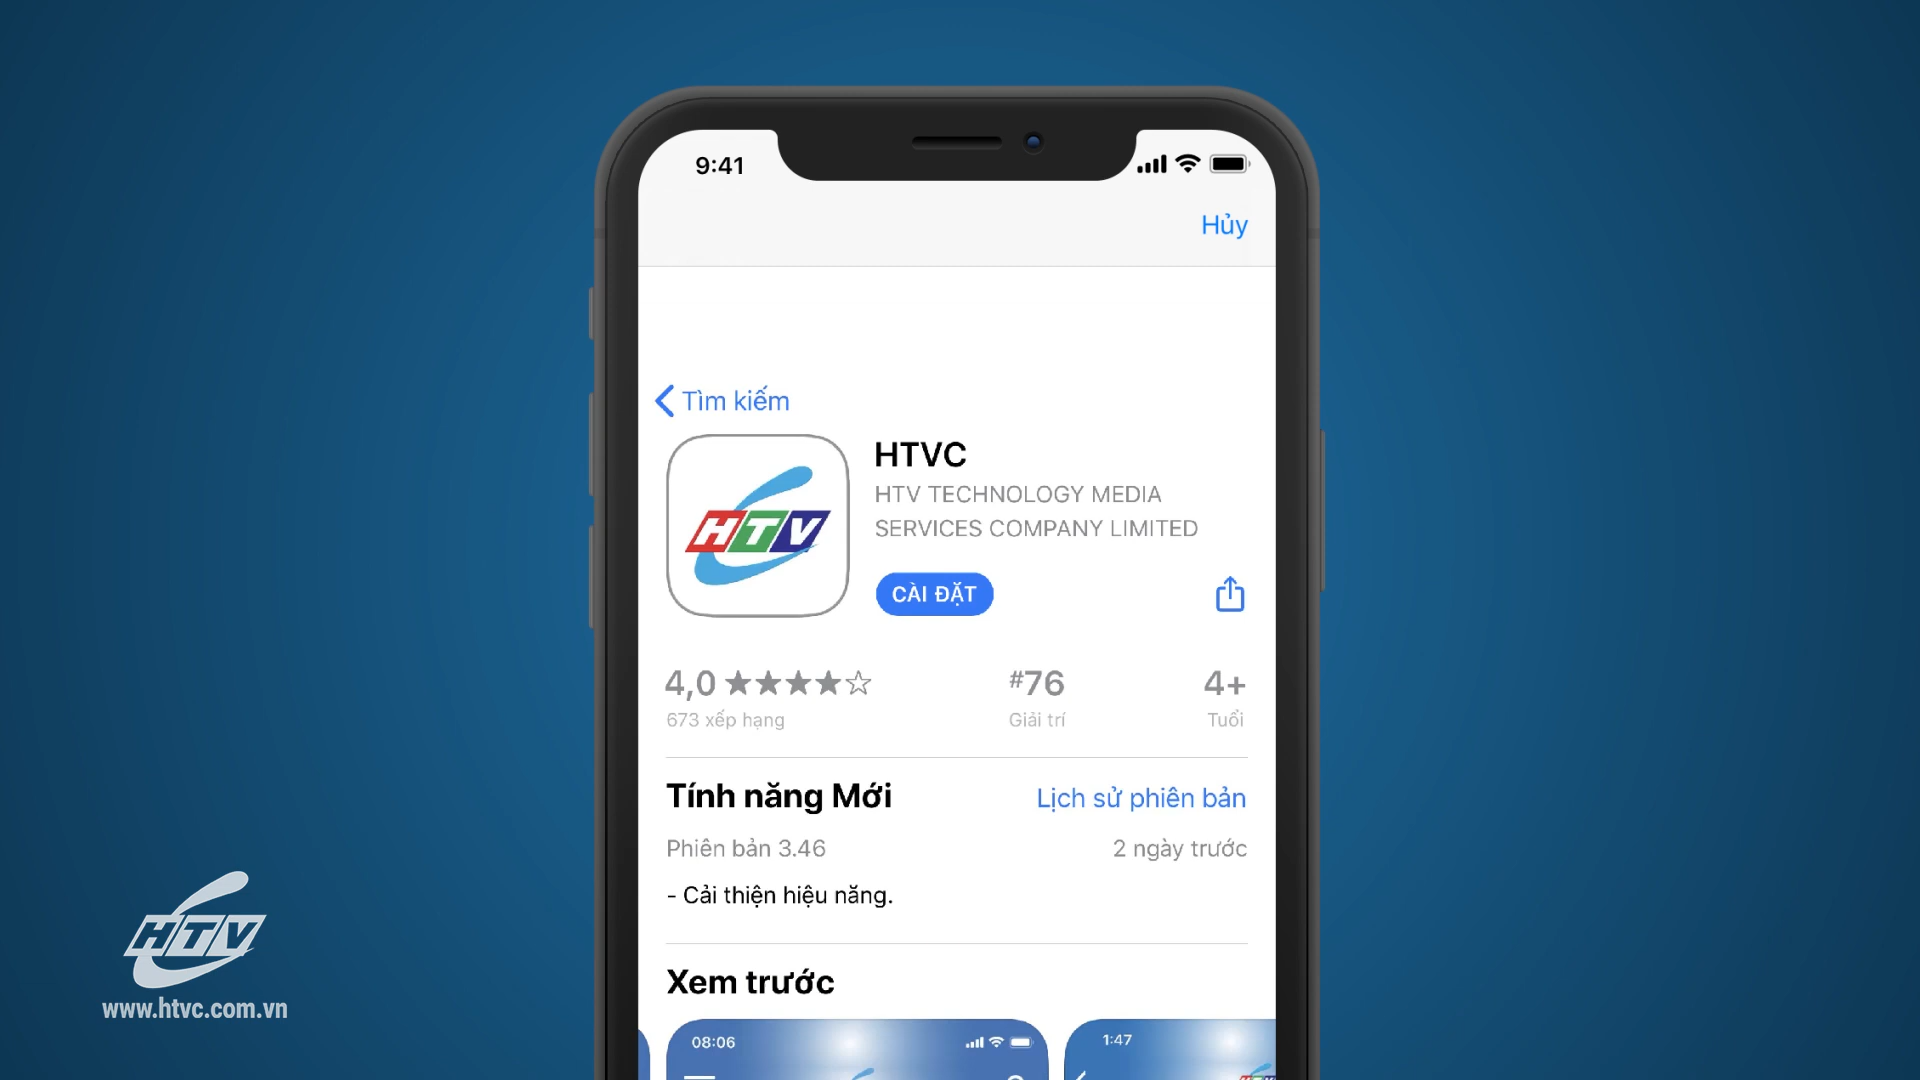 9:41
Hủy
Tìm kiếm
HTV
HTVC
HTV TECHNOLOGY MEDIA
SERVICES COMPANY LIMITED
CÀI ĐẶT
4,0
#76
4+
673 xếp hạng
Giải trí
Tuổi
Tính năng Mới
Lịch sử phiên bản
Phiên bản 3.46
2 ngày trước
- Cải thiện hiệu năng.
Xem trước
08:06
1:47
HTV
www.htvc.com.vn